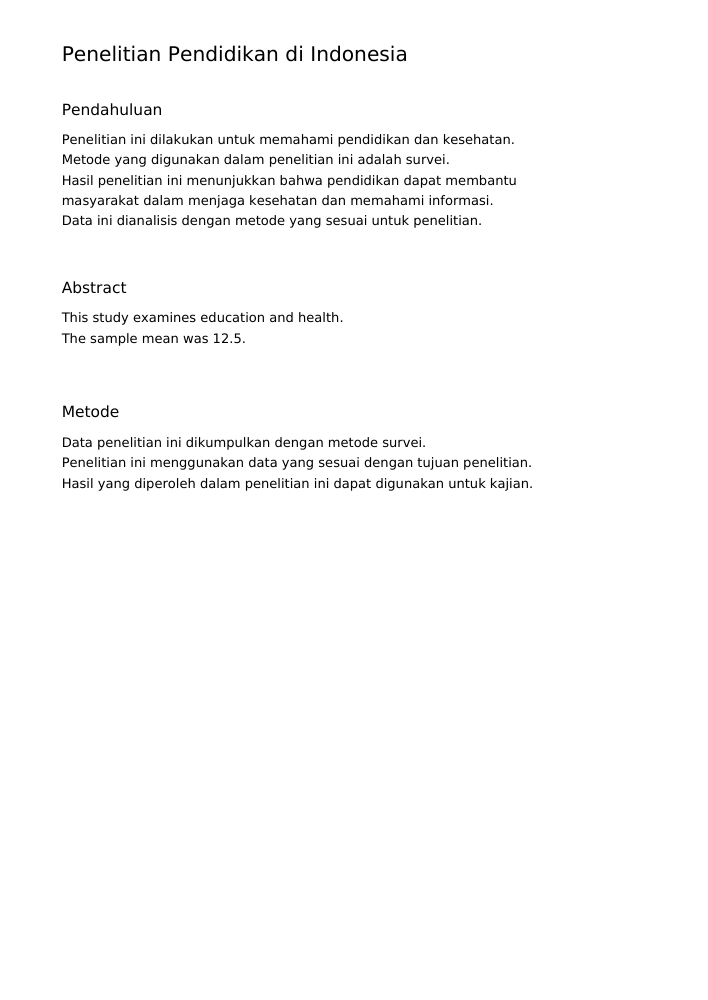 Penelitian Pendidikan di Indonesia
Pendahuluan
Penelitian ini dilakukan untuk memahami pendidikan dan kesehatan.
Metode yang digunakan dalam penelitian ini adalah survei.
Hasil penelitian ini menunjukkan bahwa pendidikan dapat membantu
masyarakat dalam menjaga kesehatan dan memahami informasi.
Data ini dianalisis dengan metode yang sesuai untuk penelitian.
Abstract
This study examines education and health.
The sample mean was 12.5.
Metode
Data penelitian ini dikumpulkan dengan metode survei.
Penelitian ini menggunakan data yang sesuai dengan tujuan penelitian.
Hasil yang diperoleh dalam penelitian ini dapat digunakan untuk kajian.